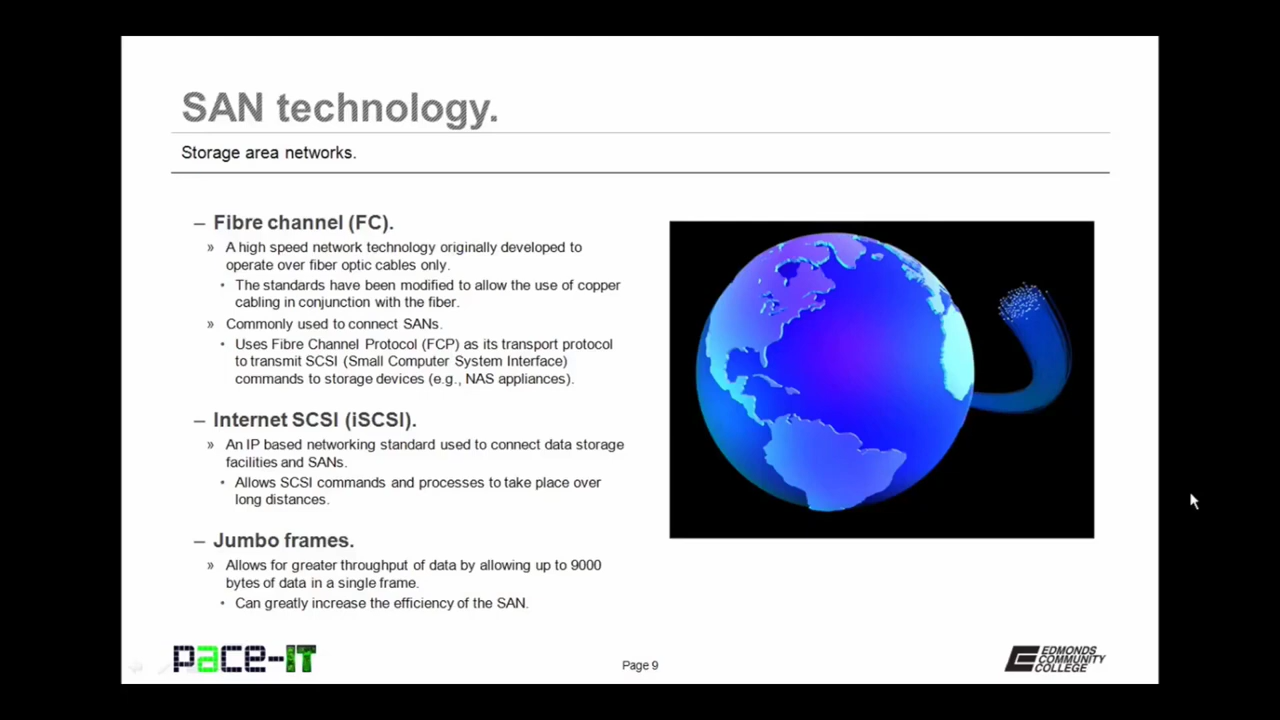 SAN technology.
Storage area networks.
– Fibre channel (FC).
» A high speed network technology originally developed to
operate over fiber optic cables only.
• The standards have been modified to allow the use of copper
cabling in conjunction with the fiber.
» Commonly used to connect SANs.
• Uses Fibre Channel Protocol (FCP) as its transport protocol
to transmit SCSI (Small Computer System Interface)
commands to storage devices (e.g., NAS appliances).
– Internet SCSI (iSCSI).
» An IP based networking standard used to connect data storage
facilities and SANs.
• Allows SCSI commands and processes to take place over
long distances.
– Jumbo frames.
» Allows for greater throughput of data by allowing up to 9000
bytes of data in a single frame.
• Can greatly increase the efficiency of the SAN.
pace-IT
Page 9
EDMONDS
COMMUNITY
COLLEGE